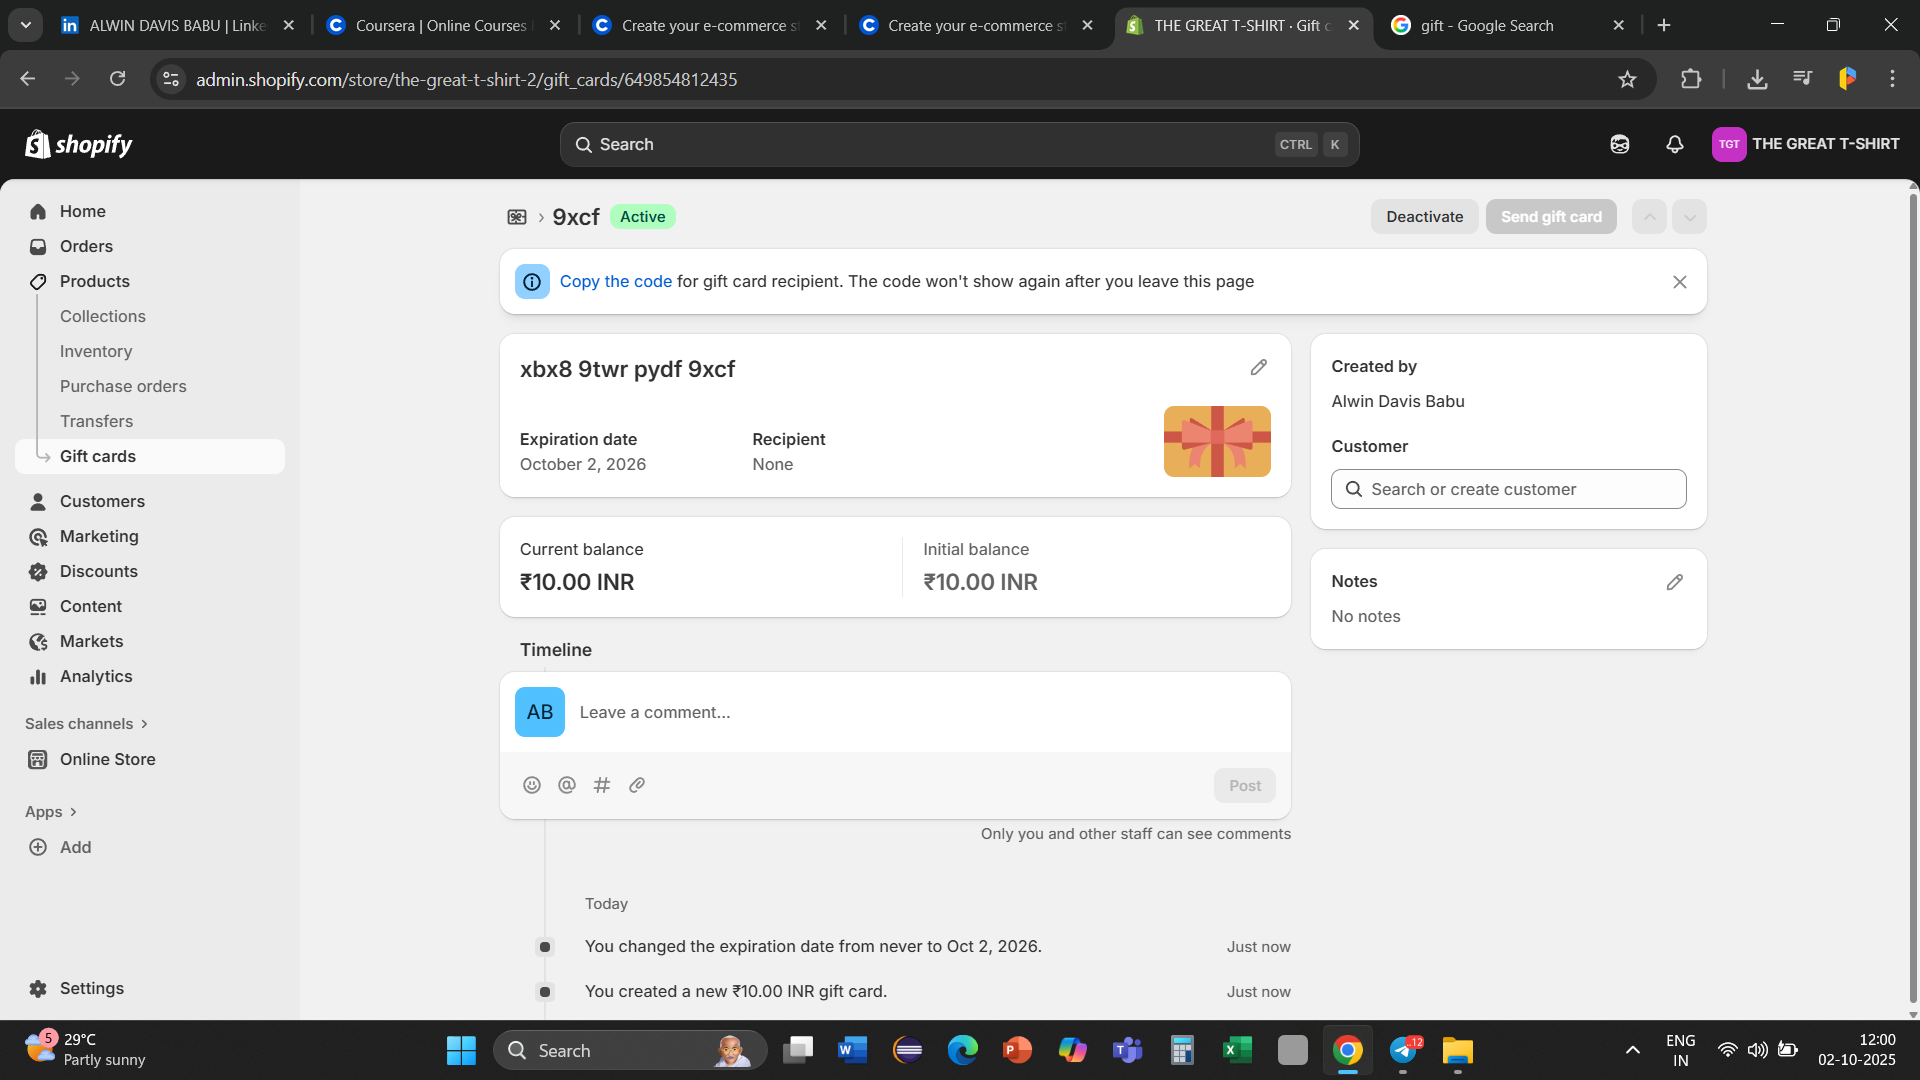 ALWIN DAVIS BABU | Linke
Coursera | Online Courses
Create your e-commerce s
Create your e-commerce s
THE GREAT T-SHIRT · Gift c
gift - Google Search
admin.shopify.com/store/the-great-t-shirt-2/gift_cards/649854812435
shopify
Search
CTRL K
TGT THE GREAT T-SHIRT
Home
Orders
Products
Collections
Inventory
Purchase orders
Transfers
Gift cards
Customers
Marketing
Discounts
Content
Markets
Analytics
Sales channels
Online Store
Apps
Add
Settings
9xcf Active
Deactivate
Send gift card
Copy the code for gift card recipient. The code won't show again after you leave this page
xbx8 9twr pydf 9xcf
Expiration date
October 2, 2026
Recipient
None
Current balance
₹10.00 INR
Initial balance
₹10.00 INR
Timeline
AB Leave a comment...
Post
Only you and other staff can see comments
Today
You changed the expiration date from never to Oct 2, 2026. Just now
You created a new ₹10.00 INR gift card. Just now
Created by
Alwin Davis Babu
Customer
Search or create customer
Notes
No notes
5
29°C
Partly sunny
Search
12
ENG
IN
12:00
02-10-2025